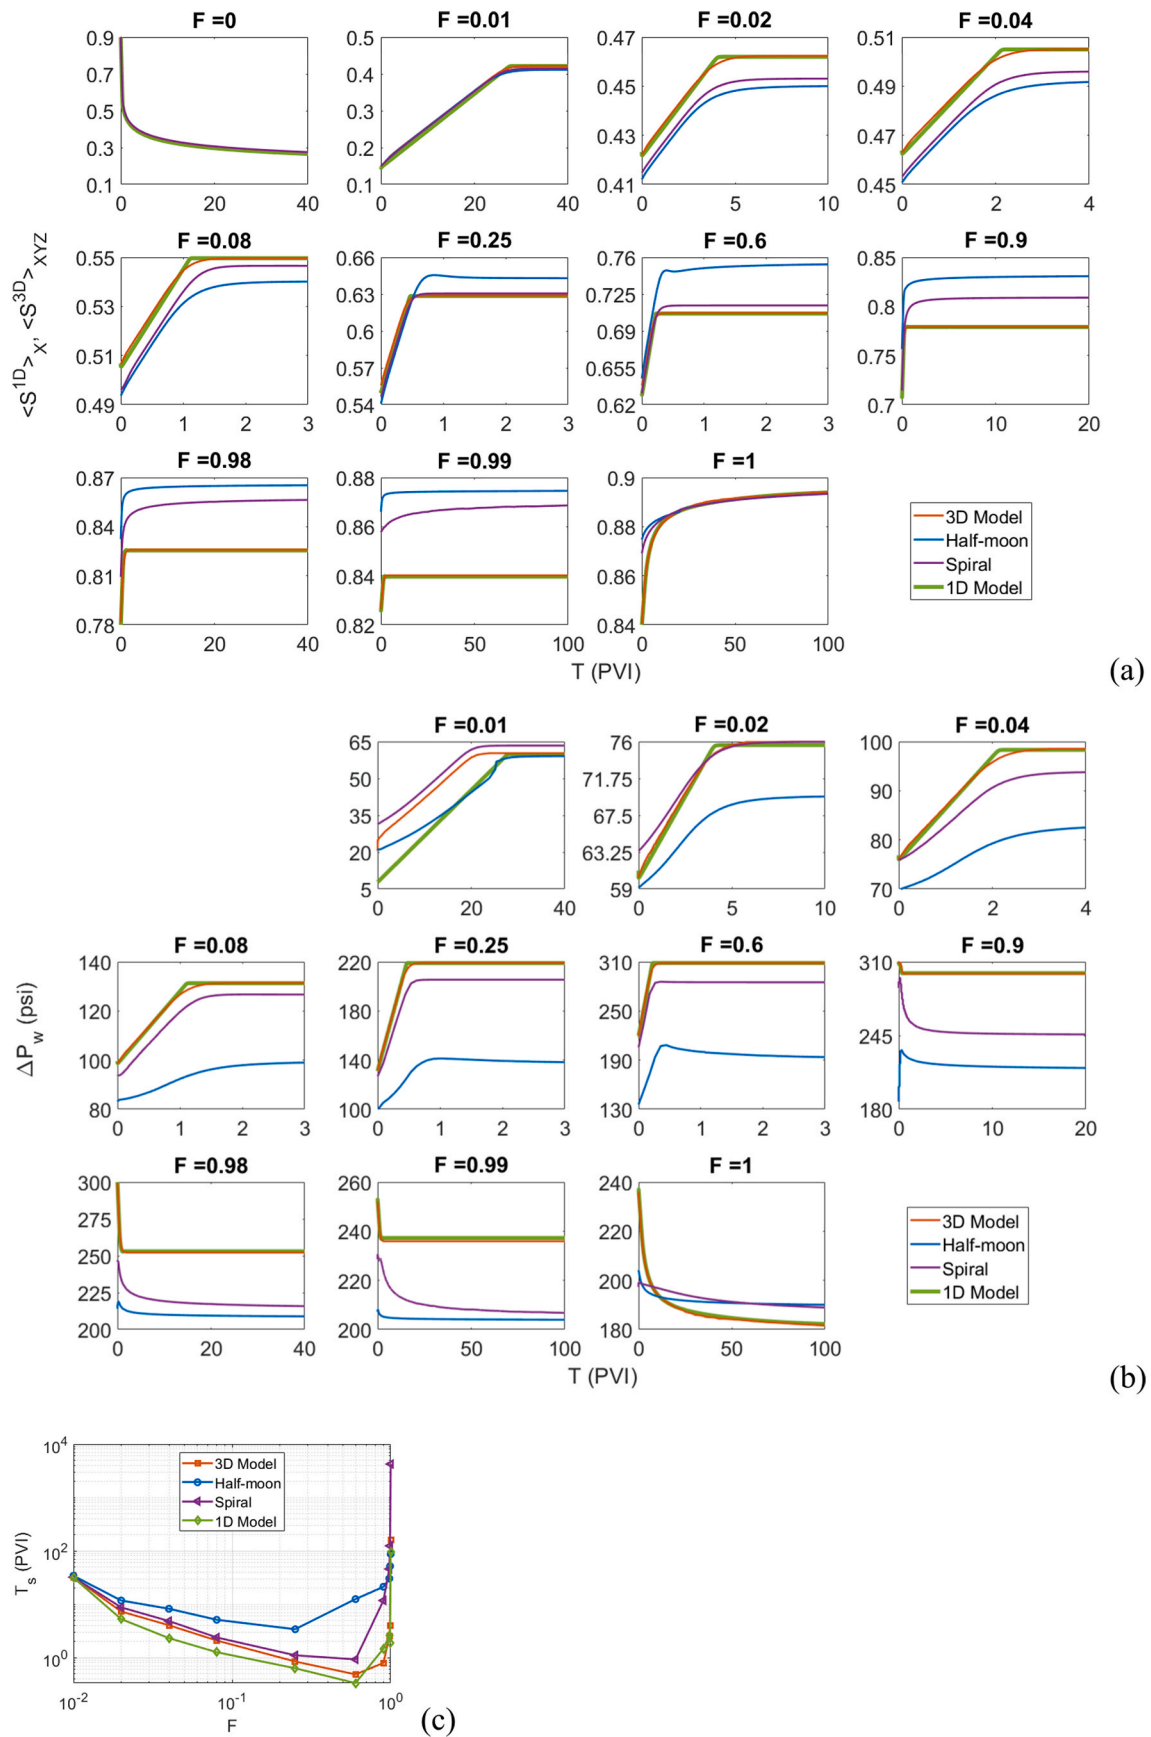 F =0
F =0.01
F =0.02
F =0.04
0.9
0.7
0.5
0.3
0.1
0 20 40
0.5
0.4
0.3
0.2
0.1
0 20 40
0.47
0.45
0.43
0.41
0 5 10
0.51
0.49
0.47
0.45
0 2 4
<S^1D>_X, <S^3D>_XYZ
F =0.08
F =0.25
F =0.6
F =0.9
0.55
0.53
0.51
0.49
0 1 2 3
0.66
0.63
0.6
0.57
0.54
0 1 2 3
0.76
0.725
0.69
0.655
0.62
0 1 2 3
0.85
0.8
0.75
0.7
0 10 20
F =0.98
F =0.99
F =1
0.87
0.84
0.81
0.78
0 20 40
0.88
0.86
0.84
0.82
0 50 100
0.9
0.88
0.86
0.84
0 50 100
3D Model
Half-moon
Spiral
1D Model
T (PVI)
(a)
F =0.01
F =0.02
F =0.04
65
50
35
20
5
0 20 40
76
71.75
67.5
63.25
59
0 5 10
100
90
80
70
0 2 4
ΔP_w (psi)
F =0.08
F =0.25
F =0.6
F =0.9
140
120
100
80
0 1 2 3
220
180
140
100
0 1 2 3
310
250
190
130
0 1 2 3
310
245
180
0 10 20
F =0.98
F =0.99
F =1
300
275
250
225
200
0 20 40
260
240
220
200
0 50 100
240
220
200
180
0 50 100
3D Model
Half-moon
Spiral
1D Model
T (PVI)
(b)
10^4
10^2
10^0
T_s (PVI)
3D Model
Half-moon
Spiral
1D Model
10^-2 10^-1 10^0
F
(c)